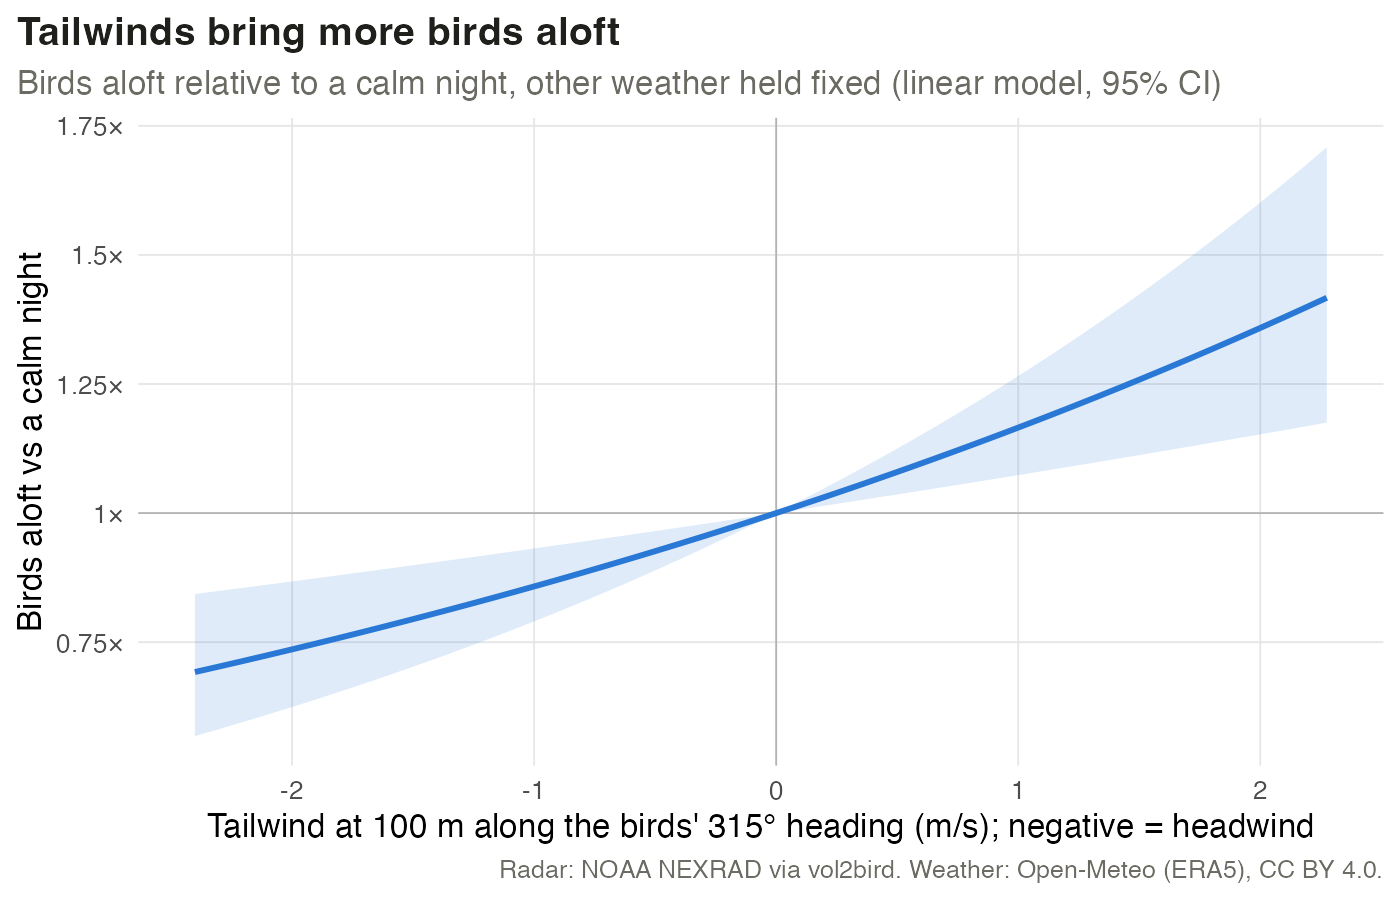 Tailwinds bring more birds aloft
Birds aloft relative to a calm night, other weather held fixed (linear model, 95% CI)
Birds aloft vs a calm night
1.75×
1.5×
1.25×
1×
0.75×
-2 -1 0 1 2
Tailwind at 100 m along the birds' 315° heading (m/s); negative = headwind
Radar: NOAA NEXRAD via vol2bird. Weather: Open-Meteo (ERA5), CC BY 4.0.